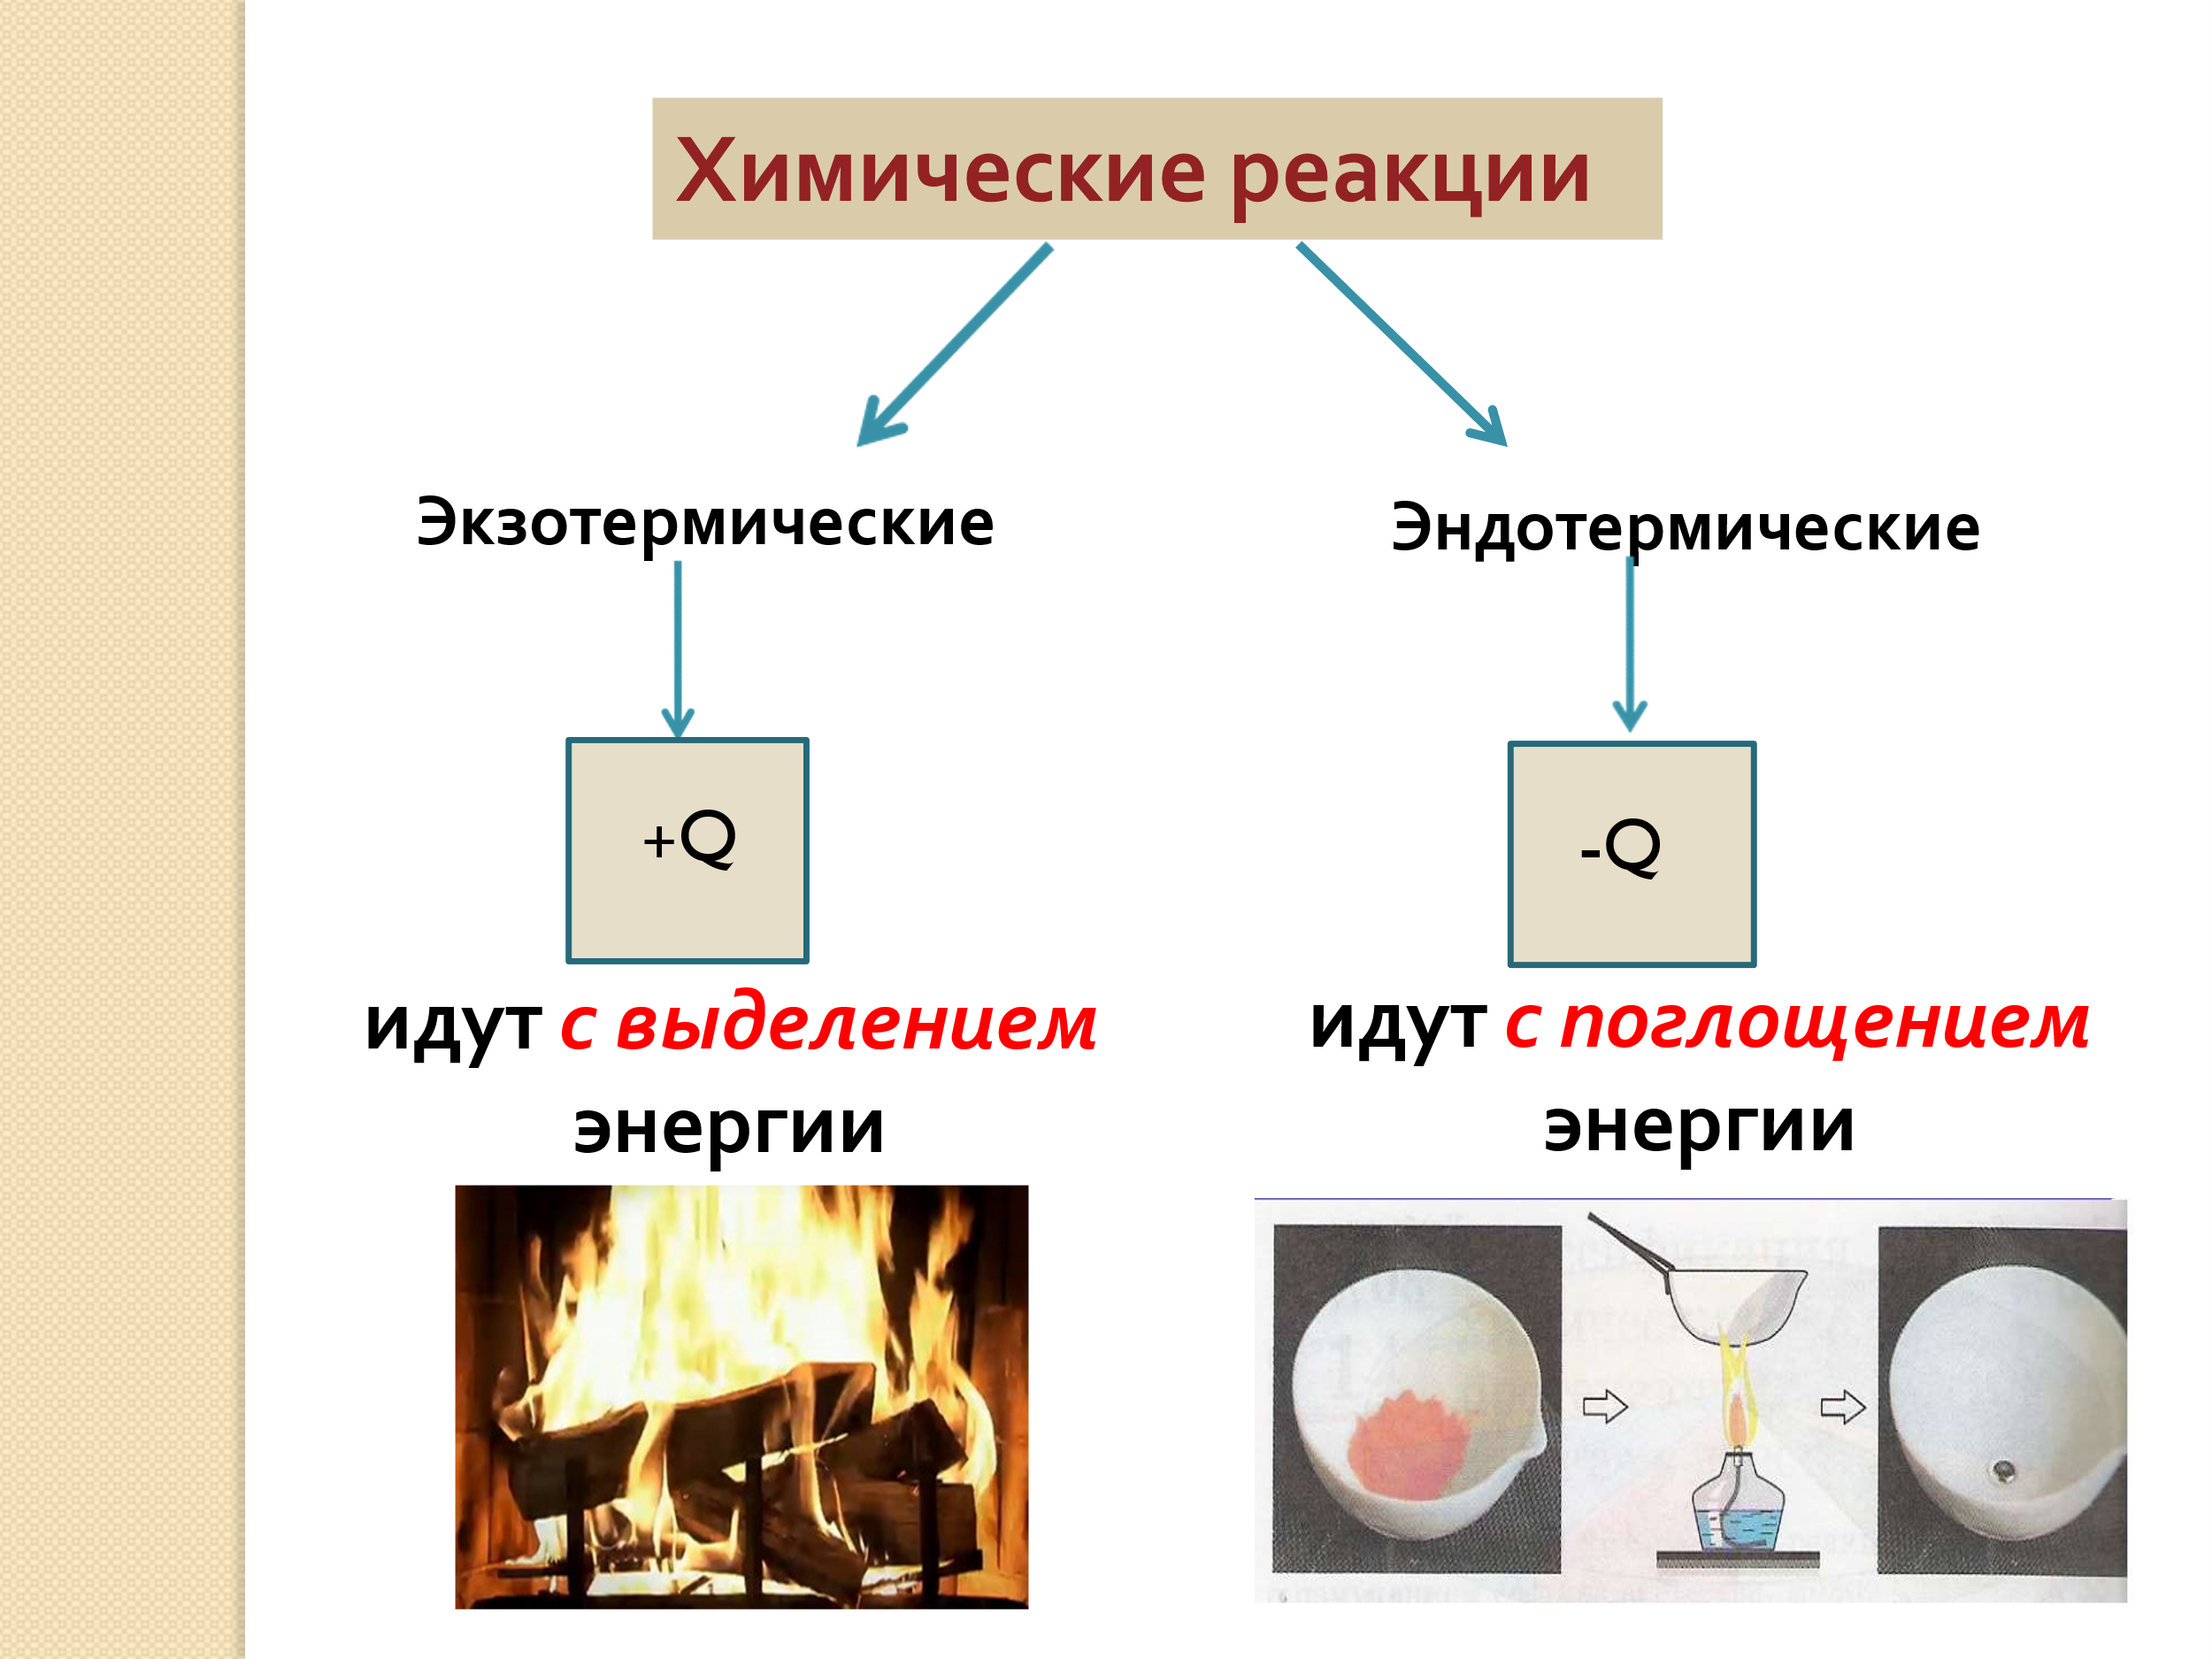 Химические реакции
Экзотермические
Эндотермические
+Q
-Q
идут с выделением
энергии
идут с поглощением
энергии